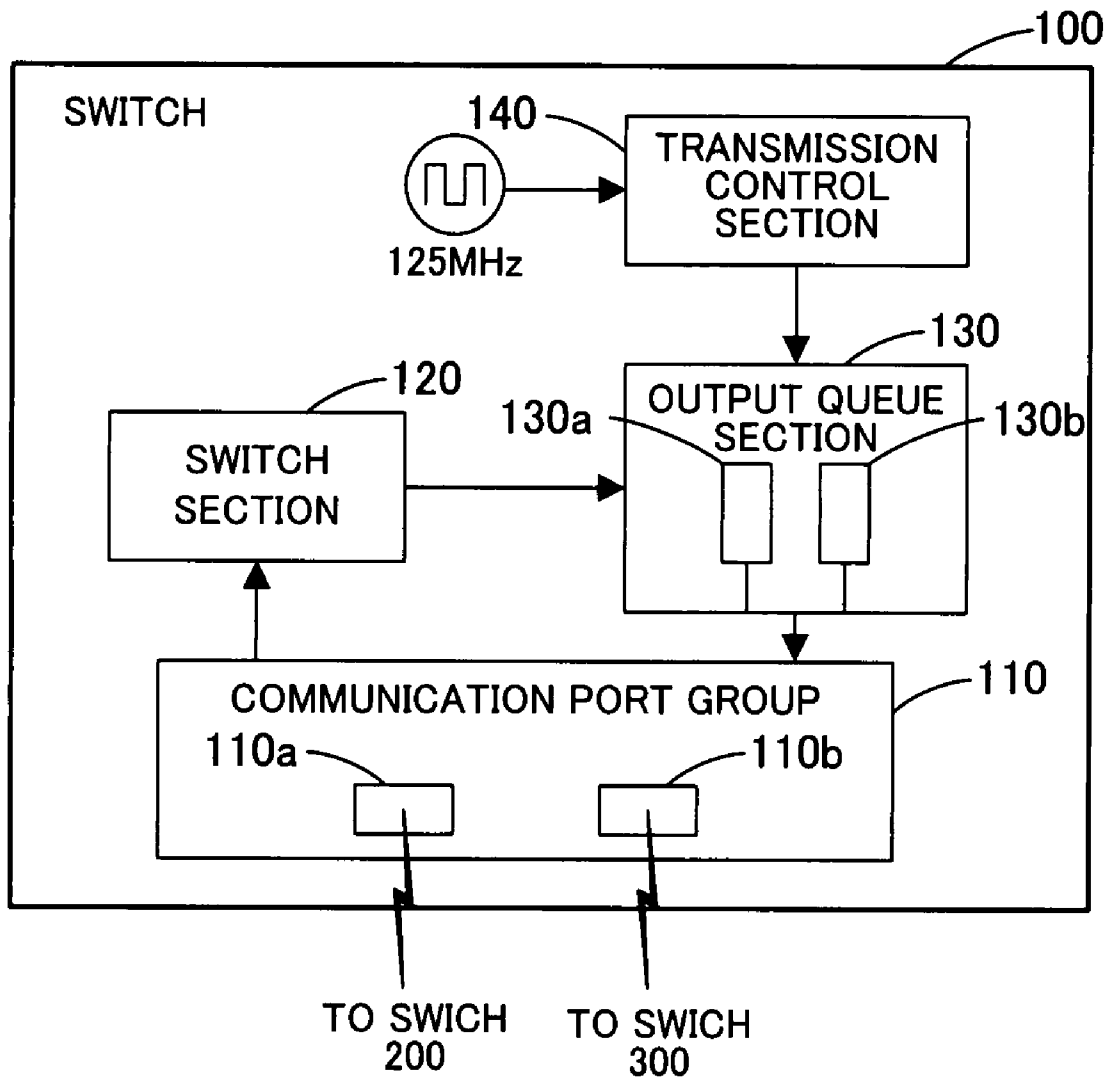 100
SWITCH
140
TRANSMISSION
CONTROL
SECTION
125MHz
130
120
OUTPUT QUEUE
SECTION
130a
130b
SWITCH
SECTION
COMMUNICATION PORT GROUP
110
110a
110b
TO SWICH
200
TO SWICH
300